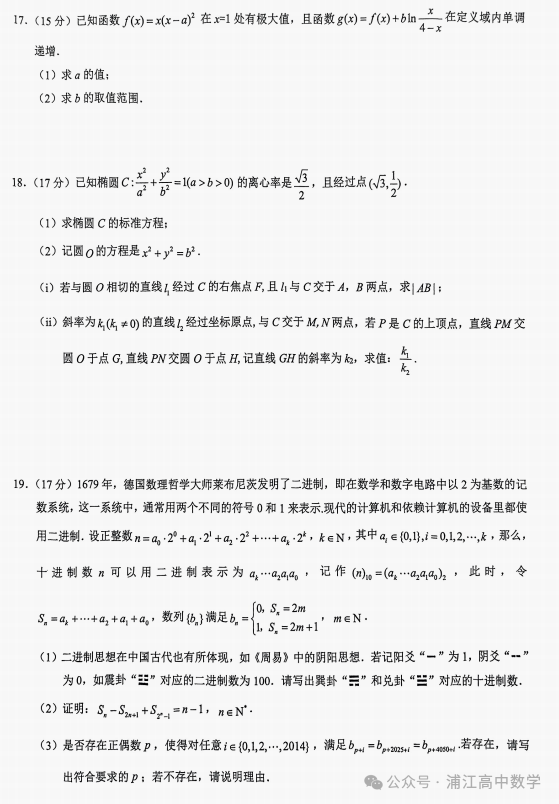 17.（15分）已知函数 f(x)=x(x−a)² 在 x=1 处有极大值，且函数 g(x)=f(x)+b ln x/(4−x) 在定义域内单调
递增.
（1）求 a 的值；
（2）求 b 的取值范围.
18.（17分）已知椭圆 C: x²/a²+y²/b²=1(a>b>0) 的离心率是 √3/2，且经过点 (√3, 1/2).
（1）求椭圆 C 的标准方程；
（2）记圆 O 的方程是 x²+y²=b².
（i）若与圆 O 相切的直线 l₁ 经过 C 的右焦点 F,且 l₁ 与 C 交于 A，B 两点，求|AB|；
（ii）斜率为 k₁(k₁≠0) 的直线 l₂ 经过坐标原点,与 C 交于 M,N 两点，若 P 是 C 的上顶点，直线 PM 交
圆 O 于点 G,直线 PN 交圆 O 于点 H,记直线 GH 的斜率为 k₂，求值：k₁/k₂.
19.（17分）1679 年，德国数理哲学大师莱布尼茨发明了二进制，即在数学和数字电路中以 2 为基数的记
数系统，这一系统中，通常用两个不同的符号 0 和 1 来表示.现代的计算机和依赖计算机的设备里都使
用二进制．设正整数 n=a₀·2⁰+a₁·2¹+a₂·2²+⋯+aₖ·2ᵏ，k∈N，其中 aᵢ∈{0,1},i=0,1,2,⋯,k，那么，
十进制数 n 可以用二进制表示为 aₖ⋯a₂a₁a₀，记作 (n)₁₀=(aₖ⋯a₂a₁a₀)₂，此时，令
Sₙ=aₖ+⋯+a₂+a₁+a₀，数列{bₙ}满足 bₙ={0，Sₙ=2m 1，Sₙ=2m+1，m∈N.
（1）二进制思想在中国古代也有所体现，如《周易》中的阴阳思想．若记阳爻“⚊”为 1，阴爻“⚋”
为 0，如震卦“☳”对应的二进制数为 100．请写出巽卦“☴”和兑卦“☱”对应的十进制数.
（2）证明：Sₙ−S₂ₙ₊₁+S_{2ⁿ−1}=n−1，n∈N*.
（3）是否存在正偶数 p，使得对任意 i∈{0,1,2,⋯,2014}，满足 b_{p+i}=b_{p+2025+i}=b_{p+4050+i}.若存在，请写
出符合要求的 p；若不存在，请说明理由.
公众号·浦江高中数学